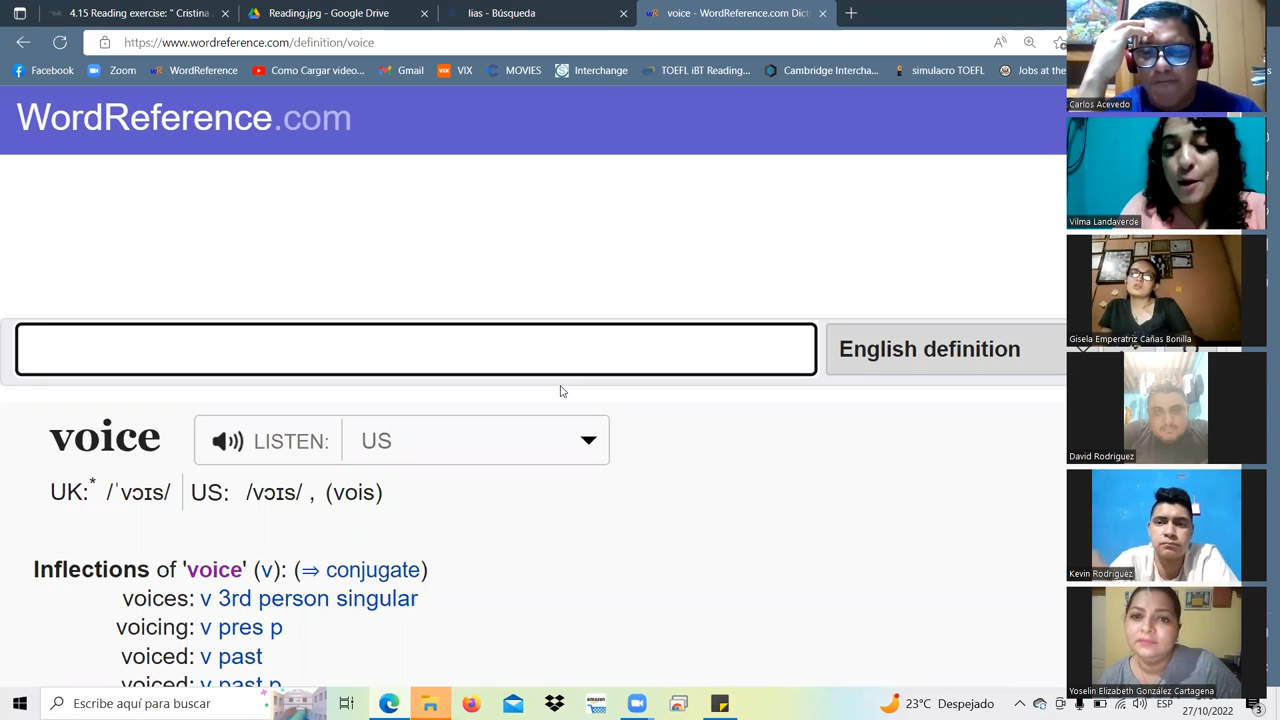 4.15 Reading exercise: " Cristina
Reading.jpg - Google Drive
lias - Búsqueda
voice - WordReference.com Dict
https://www.wordreference.com/definition/voice
Facebook
Zoom
WordReference
Como Cargar video...
Gmail
VIX
MOVIES
Interchange
TOEFL iBT Reading...
Cambridge Intercha...
simulacro TOEFL
Jobs at the
WordReference.com
English definition
voice
LISTEN:
US
UK:* /ˈvɔɪs/
US: /vɔɪs/ , (vois)
Inflections of 'voice' (v): (⇒ conjugate)
voices: v 3rd person singular
voicing: v pres p
voiced: v past
voiced: v past p
Carlos Acevedo
Vilma Landaverde
Gisela Emperatriz Cañas Bonilla
David Rodriguez
Kevin Rodriguez
Yoselin Elizabeth González Cartagena
Escribe aquí para buscar
amazon
23°C Despejado
ESP
27/10/2022
3